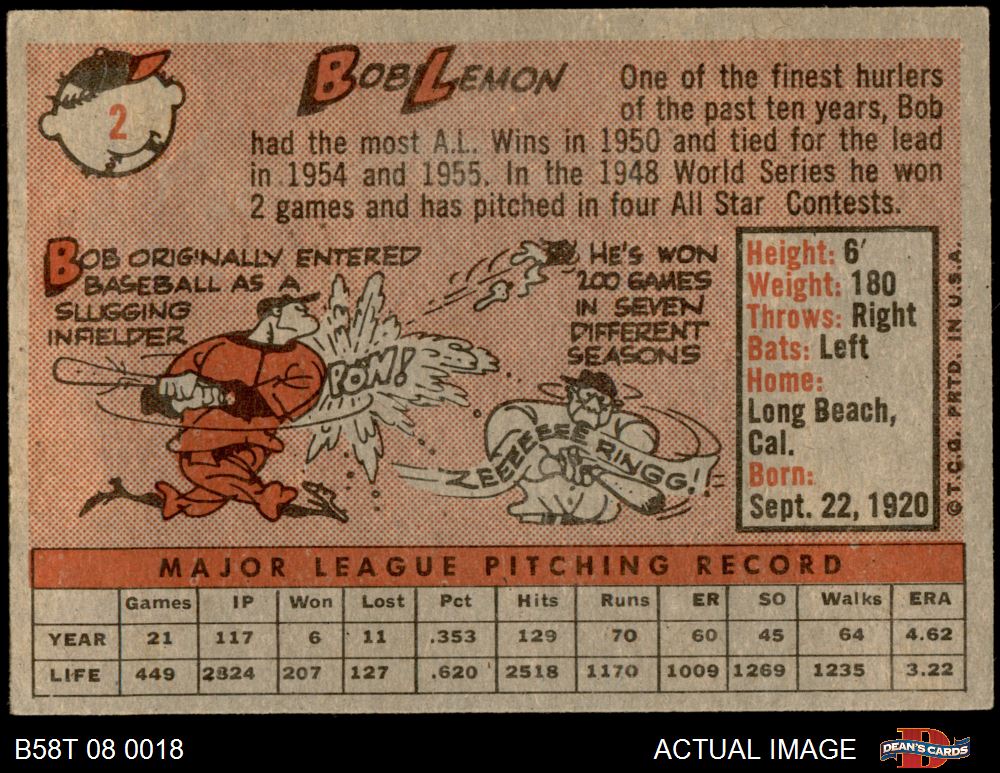 2
BOB LEMON
One of the finest hurlers
of the past ten years, Bob
had the most A.L. Wins in 1950 and tied for the lead
in 1954 and 1955. In the 1948 World Series he won
2 games and has pitched in four All Star Contests.
BOB ORIGINALLY ENTERED
BASEBALL AS A
SLUGGING
INFIELDER
POW!
HE'S WON
200 GAMES
IN SEVEN
DIFFERENT
SEASONS
ZEEEEEEE RINGG!
Height: 6'
Weight: 180
Throws: Right
Bats: Left
Home:
Long Beach,
Cal.
Born:
Sept. 22, 1920
© T.C.G. PRTD. IN U.S.A.
MAJOR LEAGUE PITCHING RECORD
Games IP Won Lost Pct Hits Runs ER SO Walks ERA
YEAR 21 117 6 11 .353 129 70 60 45 64 4.62
LIFE 449 2824 207 127 .620 2518 1170 1009 1269 1235 3.22
B58T 08 0018
ACTUAL IMAGE
DEAN'S CARDS